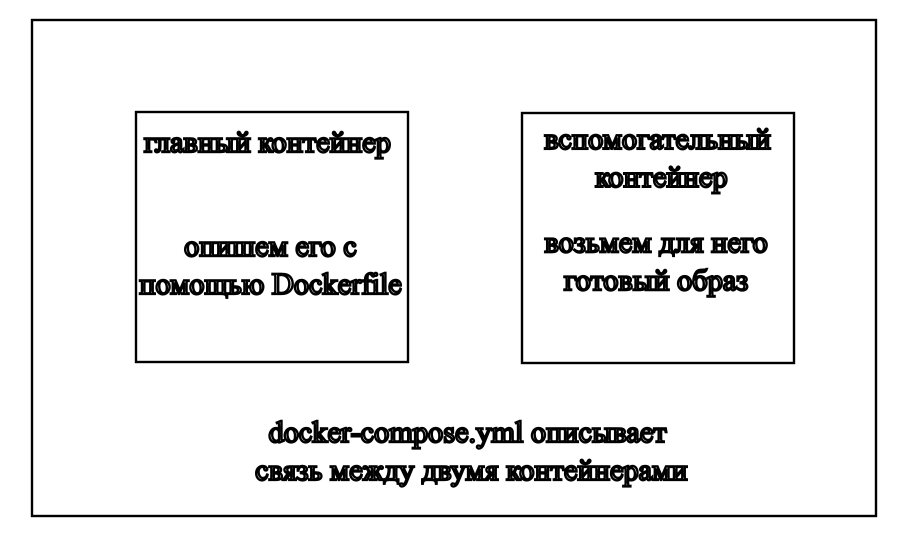 главный контейнер
опишем его с
помощью Dockerfile
вспомогательный
контейнер
возьмем для него
готовый образ
docker-compose.yml описывает
связь между двумя контейнерами